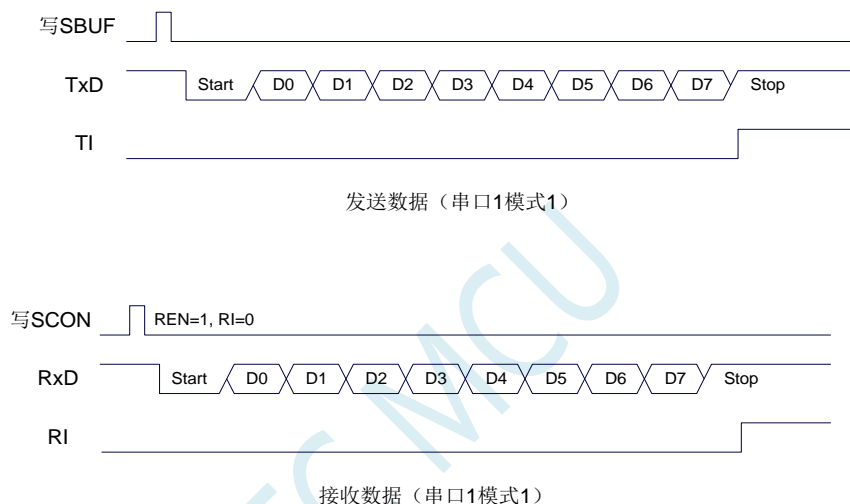 写SBUF
TxD Start D0 D1 D2 D3 D4 D5 D6 D7 Stop
TI
发送数据（串口1模式1）
写SCON REN=1, RI=0
RxD Start D0 D1 D2 D3 D4 D5 D6 D7 Stop
RI
接收数据（串口1模式1）
MCU